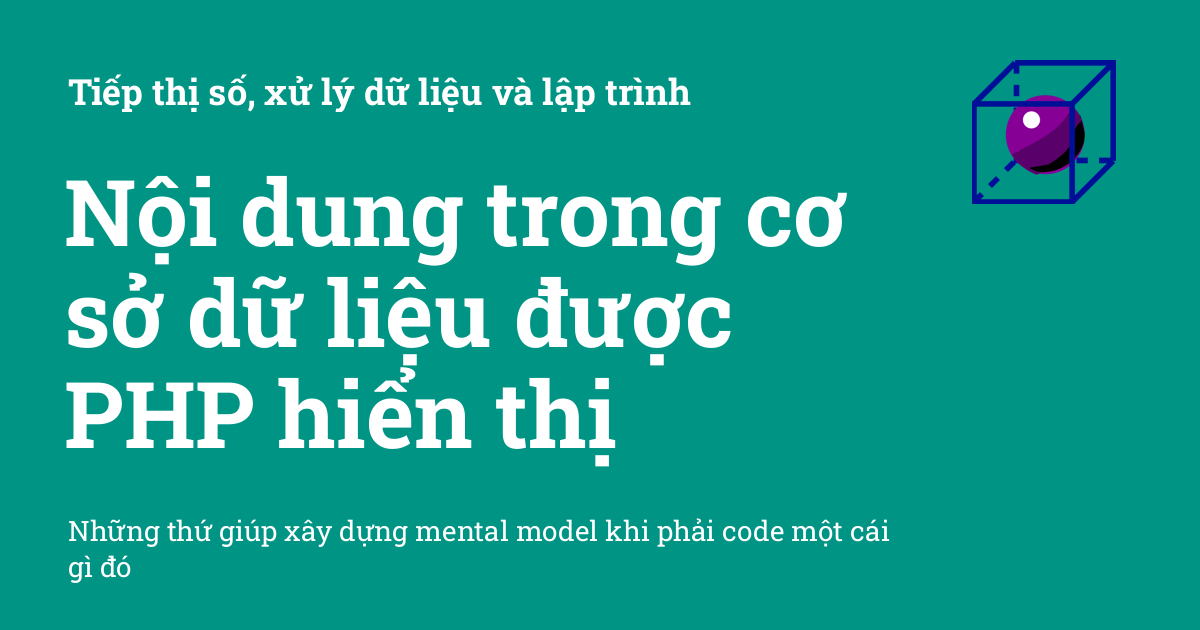 Tiếp thị số, xử lý dữ liệu và lập trình
Nội dung trong cơ
sở dữ liệu được
PHP hiển thị
Những thứ giúp xây dựng mental model khi phải code một cái
gì đó